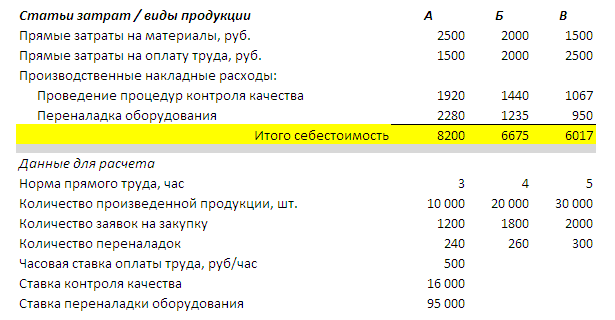 Статьи затрат / виды продукции А Б В
Прямые затраты на материалы, руб. 2500 2000 1500
Прямые затраты на оплату труда, руб. 1500 2000 2500
Производственные накладные расходы:
Проведение процедур контроля качества 1920 1440 1067
Переналадка оборудования 2280 1235 950
Итого себестоимость 8200 6675 6017
Данные для расчета
Норма прямого труда, час 3 4 5
Количество произведенной продукции, шт. 10 000 20 000 30 000
Количество заявок на закупку 1200 1800 2000
Количество переналадок 240 260 300
Часовая ставка оплаты труда, руб/час 500
Ставка контроля качества 16 000
Ставка переналадки оборудования 95 000